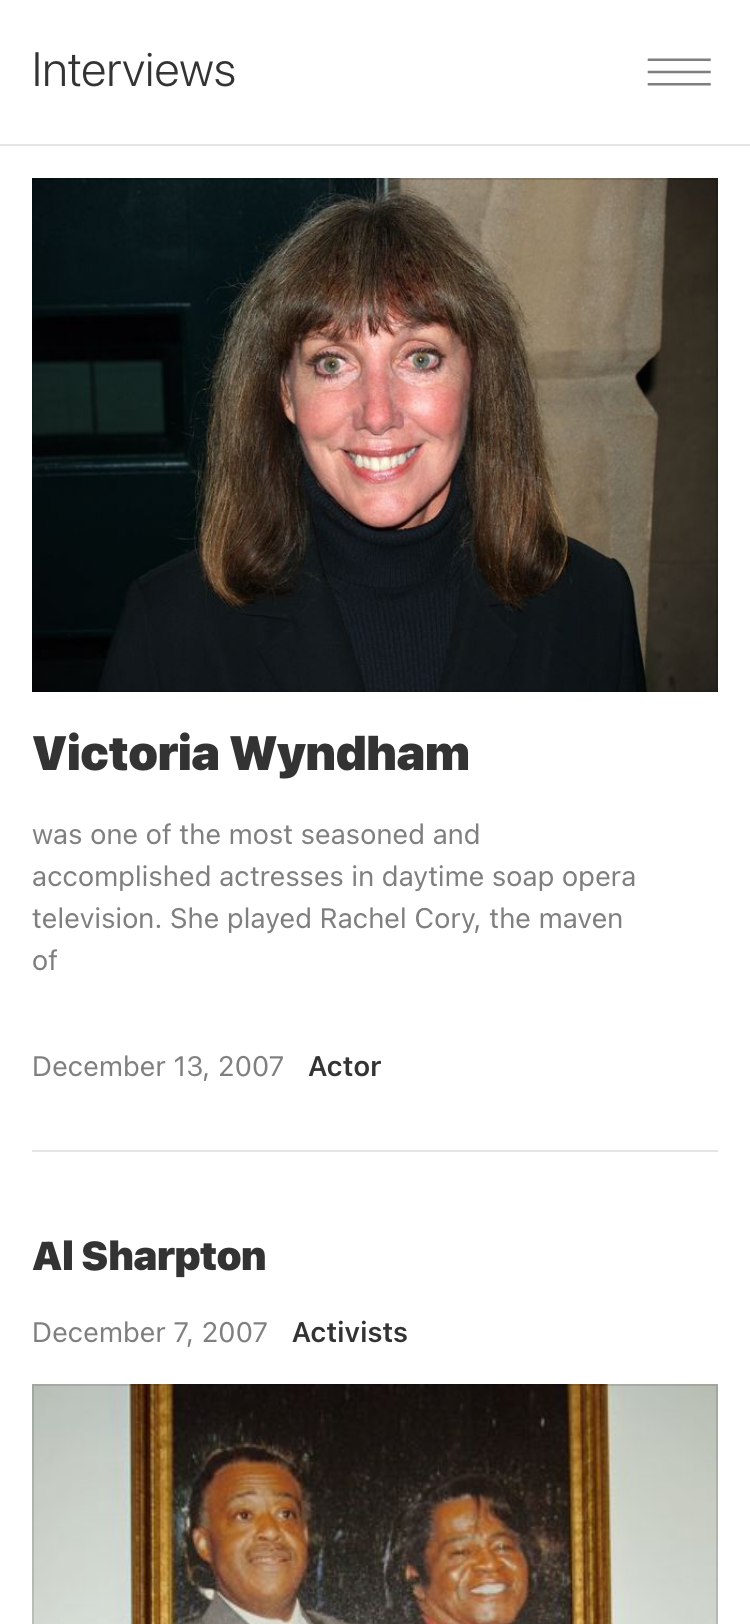 Interviews
Victoria Wyndham
was one of the most seasoned and
accomplished actresses in daytime soap opera
television. She played Rachel Cory, the maven
of
December 13, 2007 Actor
Al Sharpton
December 7, 2007 Activists